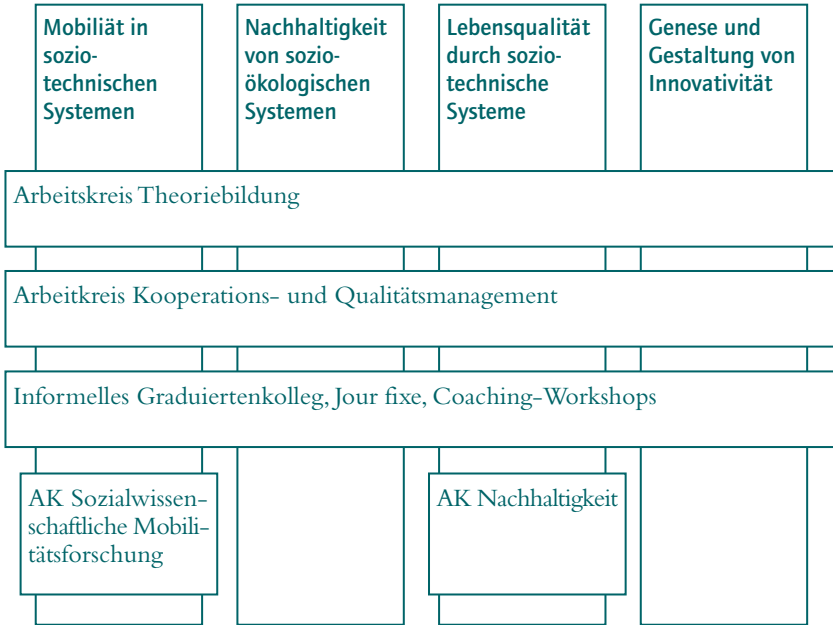 Mobiliät in
sozio-
technischen
Systemen
Nachhaltigkeit
von sozio-
ökologischen
Systemen
Lebensqualität
durch sozio-
technische
Systeme
Genese und
Gestaltung von
Innovativität
Arbeitskreis Theoriebildung
Arbeitkreis Kooperations- und Qualitätsmanagement
Informelles Graduiertenkolleg, Jour fixe, Coaching-Workshops
AK Sozialwissen-
schaftliche Mobili-
tätsforschung
AK Nachhaltigkeit